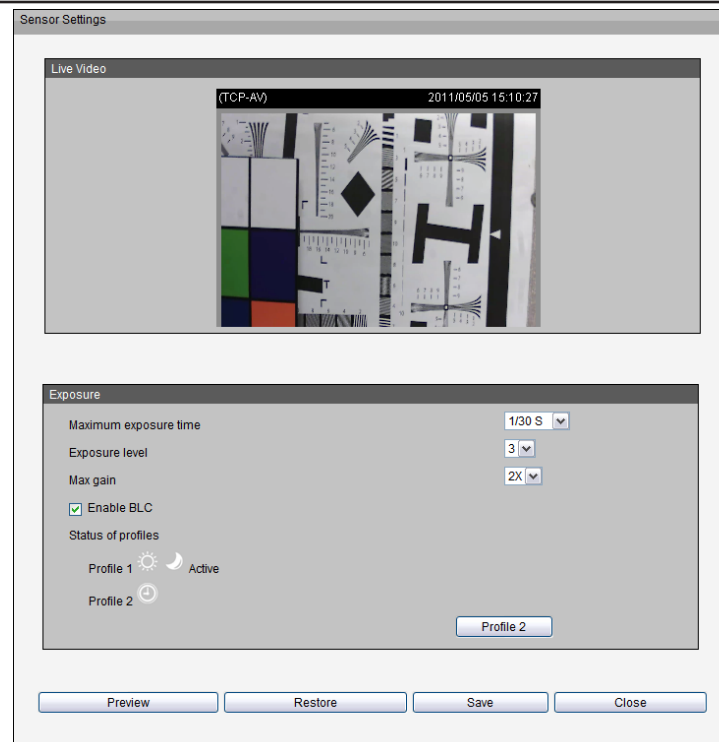 Sensor Settings
Live Video
(TCP-AV) 2011/05/05 15:10:27
Exposure
Maximum exposure time 1/30 S
Exposure level 3
Max gain 2X
Enable BLC
Status of profiles
Profile 1 Active
Profile 2
Profile 2
Preview Restore Save Close